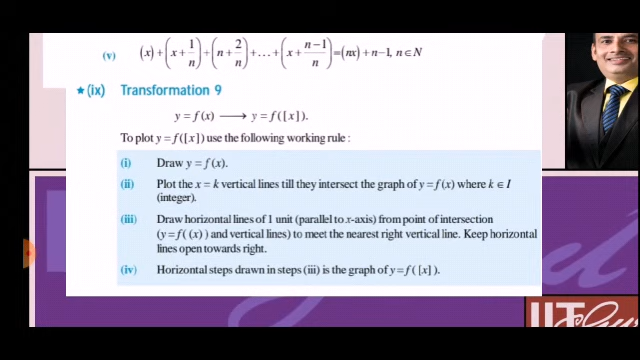 (v) (x) + (x + 1/n) + (n + 2/n) + ... + (x + n−1/n) = (nx) + n − 1, n ∈ N
★(ix) Transformation 9
y = f(x) ⟶ y = f([x]).
To plot y = f([x]) use the following working rule :
(i) Draw y = f(x).
(ii) Plot the x = k vertical lines till they intersect the graph of y = f(x) where k ∈ I
(integer).
(iii) Draw horizontal lines of 1 unit (parallel to x-axis) from point of intersection
(y = f((x)) and vertical lines) to meet the nearest right vertical line. Keep horizontal
lines open towards right.
(iv) Horizontal steps drawn in steps (iii) is the graph of y = f([x]).
IIT